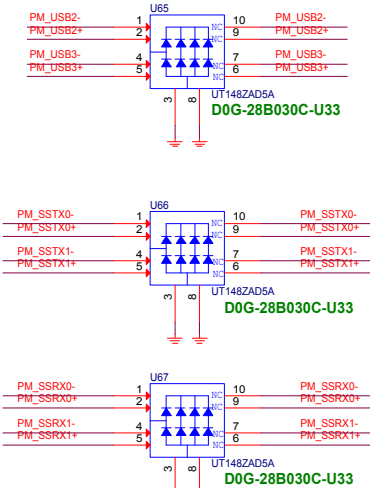 U65
PM_USB2- 1 NC 10 PM_USB2-
PM_USB2+ 2 NC 9 PM_USB2+
PM_USB3- 4 NC 7 PM_USB3-
PM_USB3+ 5 NC 6 PM_USB3+
3 8 UT148ZAD5A
D0G-28B030C-U33
U66
PM_SSTX0- 1 NC 10 PM_SSTX0-
PM_SSTX0+ 2 NC 9 PM_SSTX0+
PM_SSTX1- 4 NC 7 PM_SSTX1-
PM_SSTX1+ 5 NC 6 PM_SSTX1+
3 8 UT148ZAD5A
D0G-28B030C-U33
U67
PM_SSRX0- 1 NC 10 PM_SSRX0-
PM_SSRX0+ 2 NC 9 PM_SSRX0+
PM_SSRX1- 4 NC 7 PM_SSRX1-
PM_SSRX1+ 5 NC 6 PM_SSRX1+
3 8 UT148ZAD5A
D0G-28B030C-U33